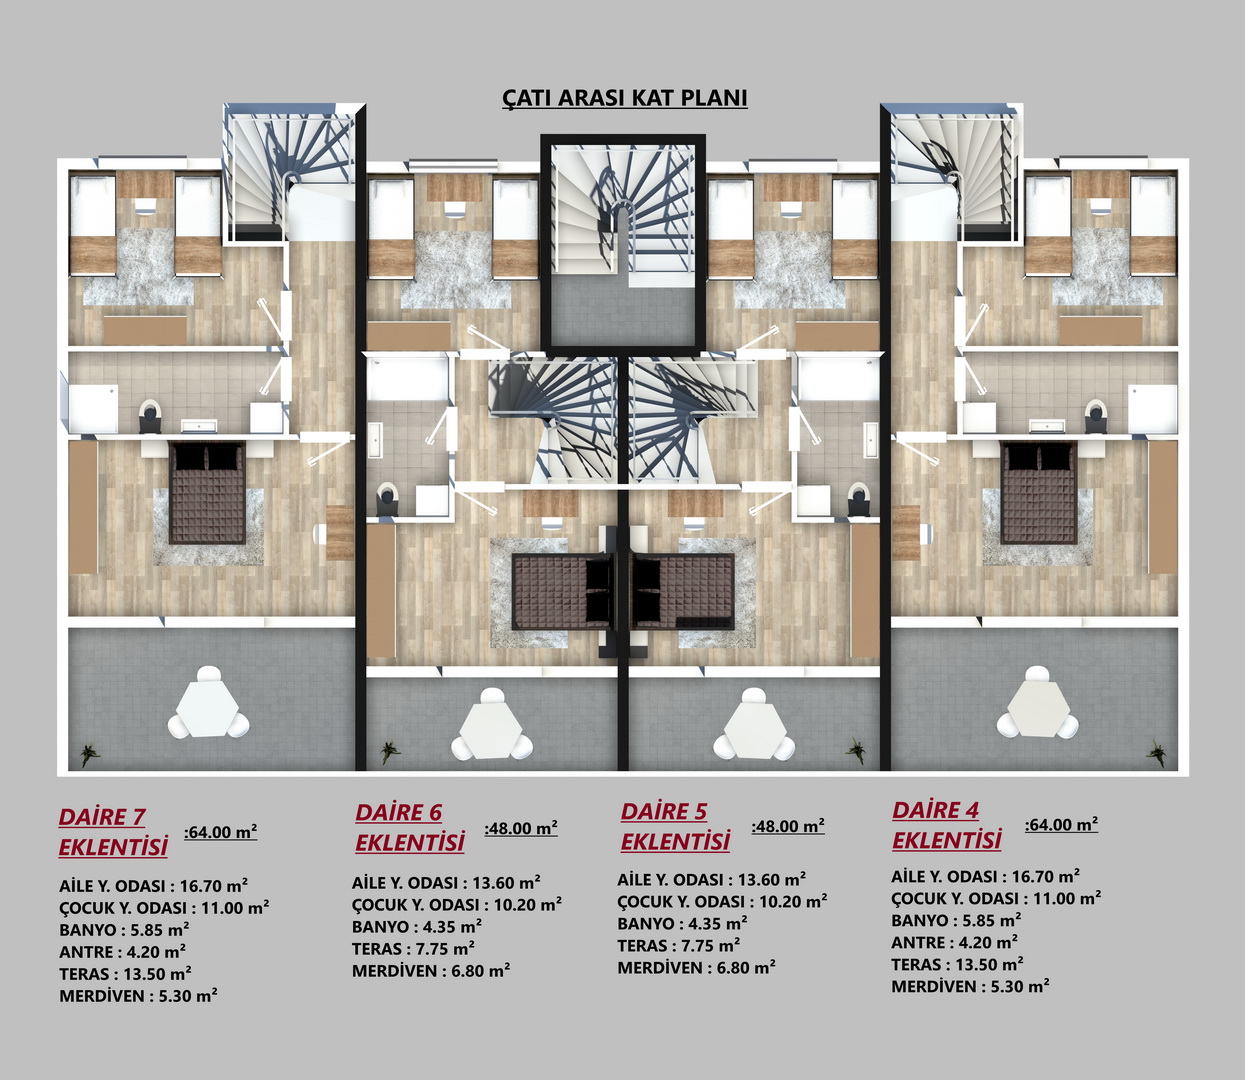 ÇATI ARASI KAT PLANI
DAİRE 7
EKLENTİSİ :64.00 m²
AİLE Y. ODASI : 16.70 m²
ÇOCUK Y. ODASI : 11.00 m²
BANYO : 5.85 m²
ANTRE : 4.20 m²
TERAS : 13.50 m²
MERDİVEN : 5.30 m²
DAİRE 6
EKLENTİSİ :48.00 m²
AİLE Y. ODASI : 13.60 m²
ÇOCUK Y. ODASI : 10.20 m²
BANYO : 4.35 m²
TERAS : 7.75 m²
MERDİVEN : 6.80 m²
DAİRE 5
EKLENTİSİ :48.00 m²
AİLE Y. ODASI : 13.60 m²
ÇOCUK Y. ODASI : 10.20 m²
BANYO : 4.35 m²
TERAS : 7.75 m²
MERDİVEN : 6.80 m²
DAİRE 4
EKLENTİSİ :64.00 m²
AİLE Y. ODASI : 16.70 m²
ÇOCUK Y. ODASI : 11.00 m²
BANYO : 5.85 m²
ANTRE : 4.20 m²
TERAS : 13.50 m²
MERDİVEN : 5.30 m²